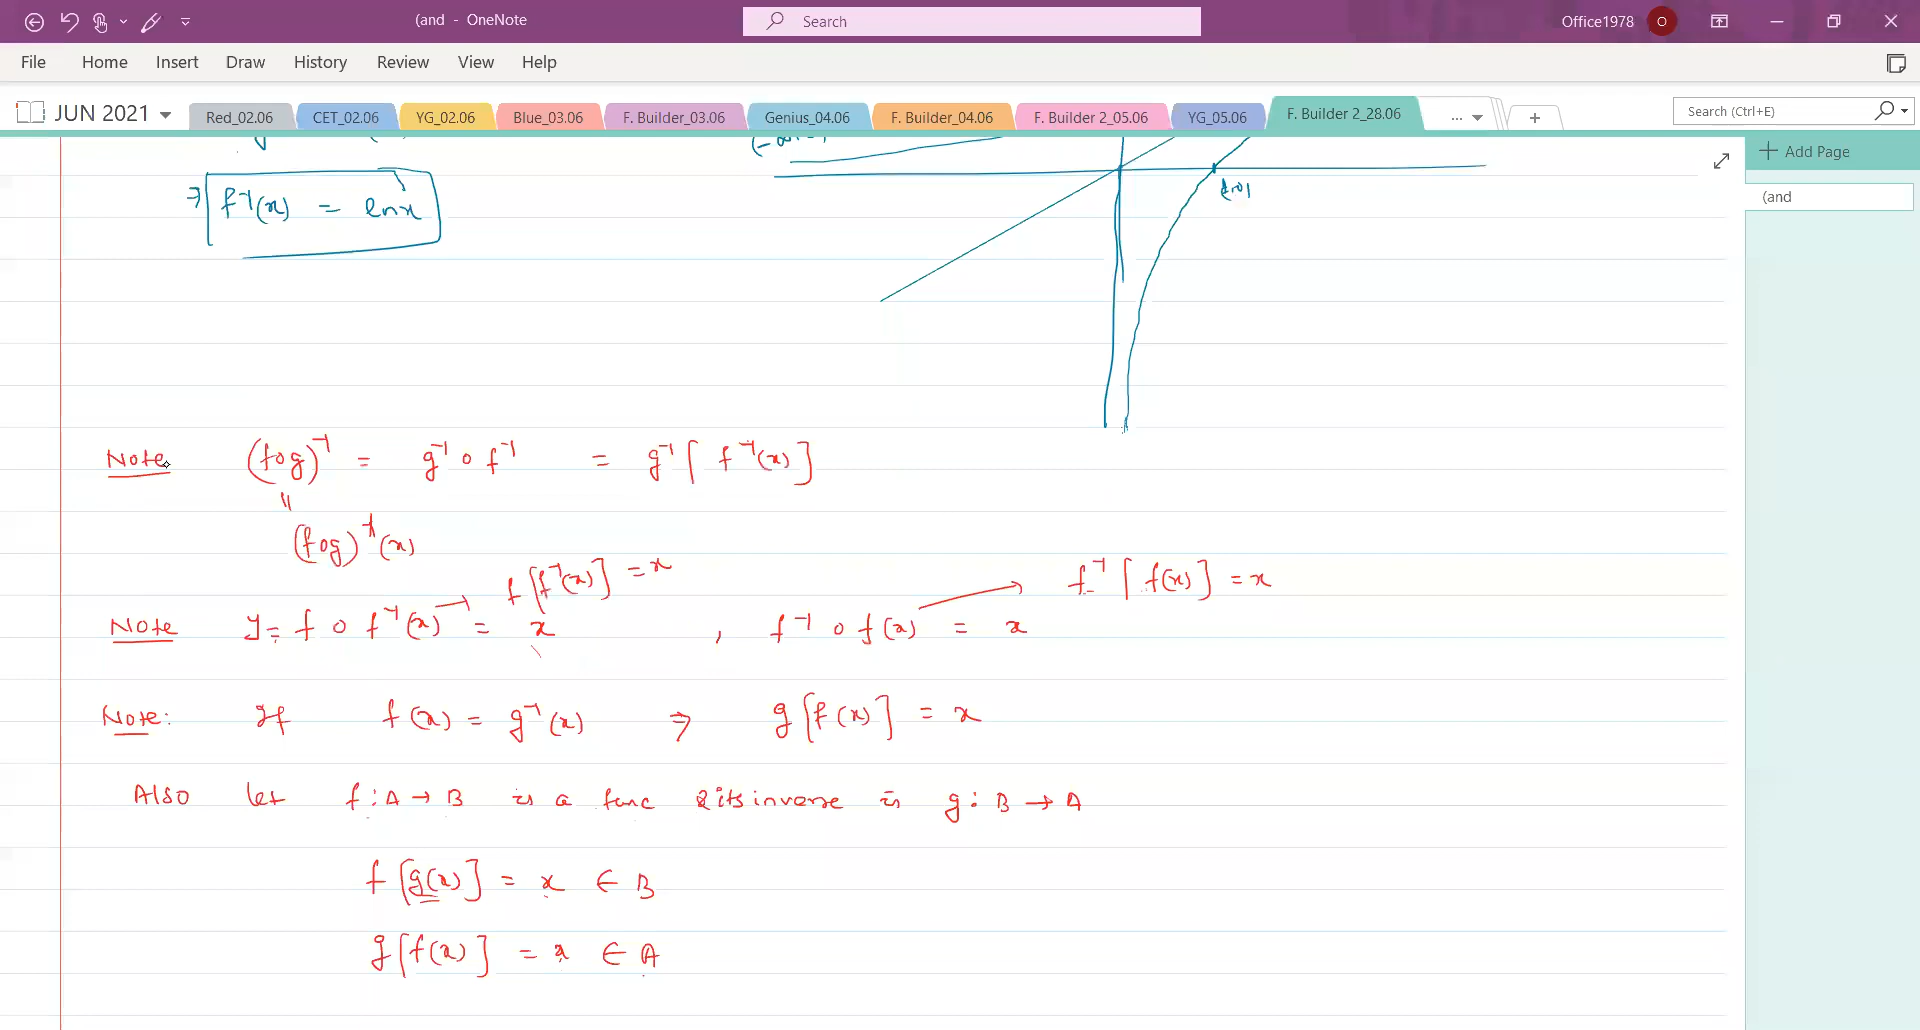 (and - OneNote
Search
Office1978 O
File Home Insert Draw History Review View Help
JUN 2021 Red_02.06 CET_02.06 YG_02.06 Blue_03.06 F. Builder_03.06 Genius_04.06 F. Builder_04.06 F. Builder 2_05.06 YG_05.06 F. Builder 2_28.06 ... +
Search (Ctrl+E)
Add Page
(and
⇒ f⁻¹(x) = lnx
Note (fog)⁻¹ = g⁻¹ o f⁻¹ = g⁻¹[f⁻¹(x)]
"
(fog)⁻¹(x)
f[f⁻¹(x)] = x f⁻¹[f(x)] = x
Note y = f o f⁻¹(x) = x , f⁻¹ o f(x) = x
Note: If f(x) = g⁻¹(x) ⇒ g[f(x)] = x
Also let f : A → B is a func & its inverse is g : B → A
f[g(x)] = x ∈ B
g[f(x)] = x ∈ A